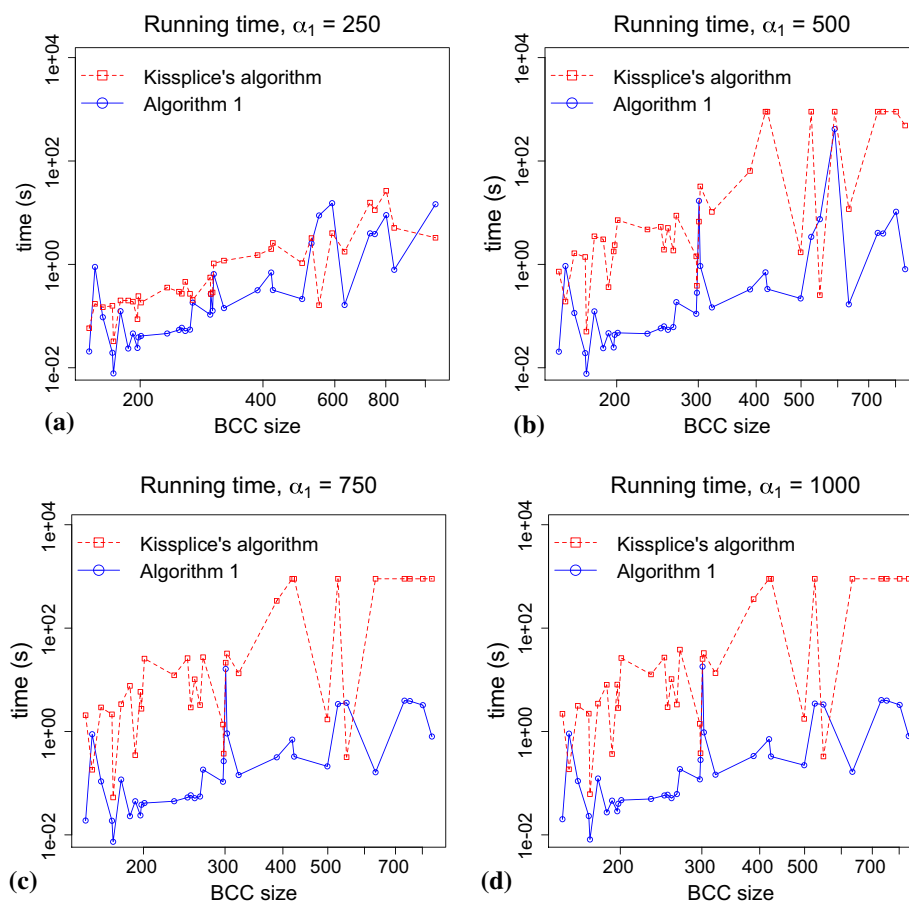 Running time, α1 = 250
time (s)
1e+04
1e+02
1e+00
1e-02
Kissplice's algorithm
Algorithm 1
200 400 600 800
BCC size
(a)
Running time, α1 = 500
time (s)
1e+04
1e+02
1e+00
1e-02
Kissplice's algorithm
Algorithm 1
200 300 400 500 700
BCC size
(b)
Running time, α1 = 750
time (s)
1e+04
1e+02
1e+00
1e-02
Kissplice's algorithm
Algorithm 1
200 300 400 500 700
BCC size
(c)
Running time, α1 = 1000
time (s)
1e+04
1e+02
1e+00
1e-02
Kissplice's algorithm
Algorithm 1
200 300 400 500 700
BCC size
(d)